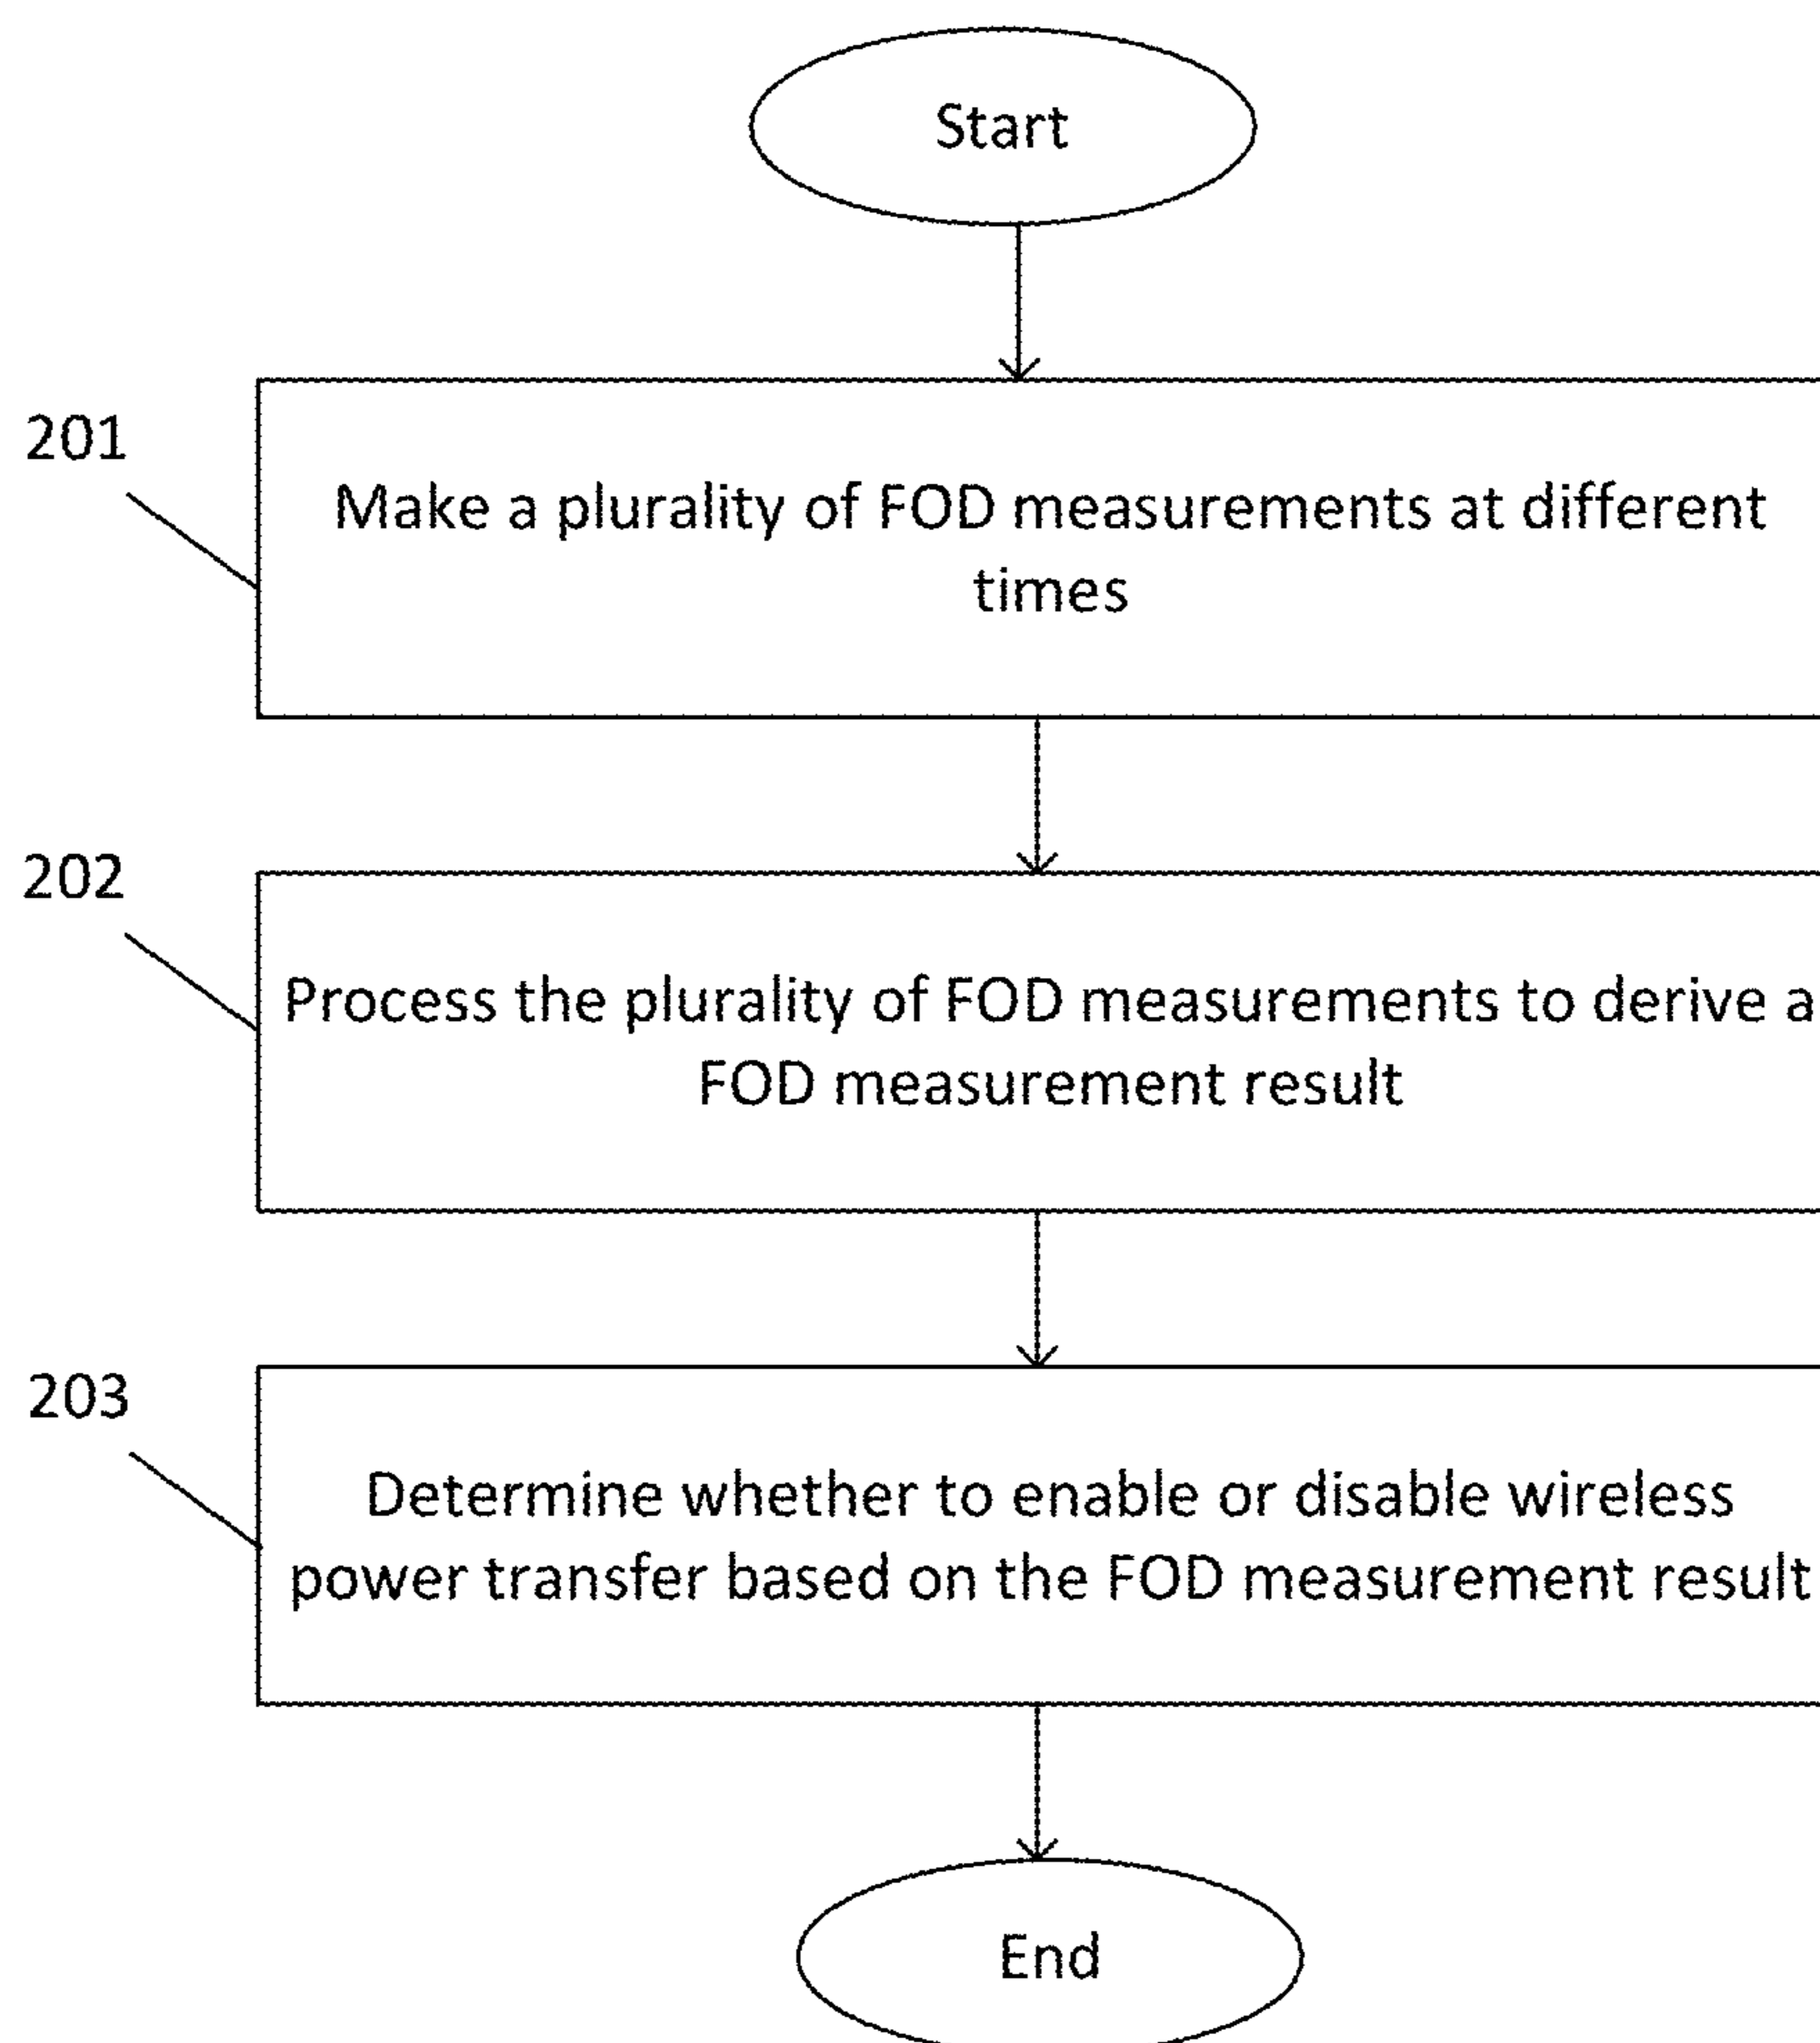 Start
201
Make a plurality of FOD measurements at different
times
202
Process the plurality of FOD measurements to derive a
FOD measurement result
203
Determine whether to enable or disable wireless
power transfer based on the FOD measurement result
End